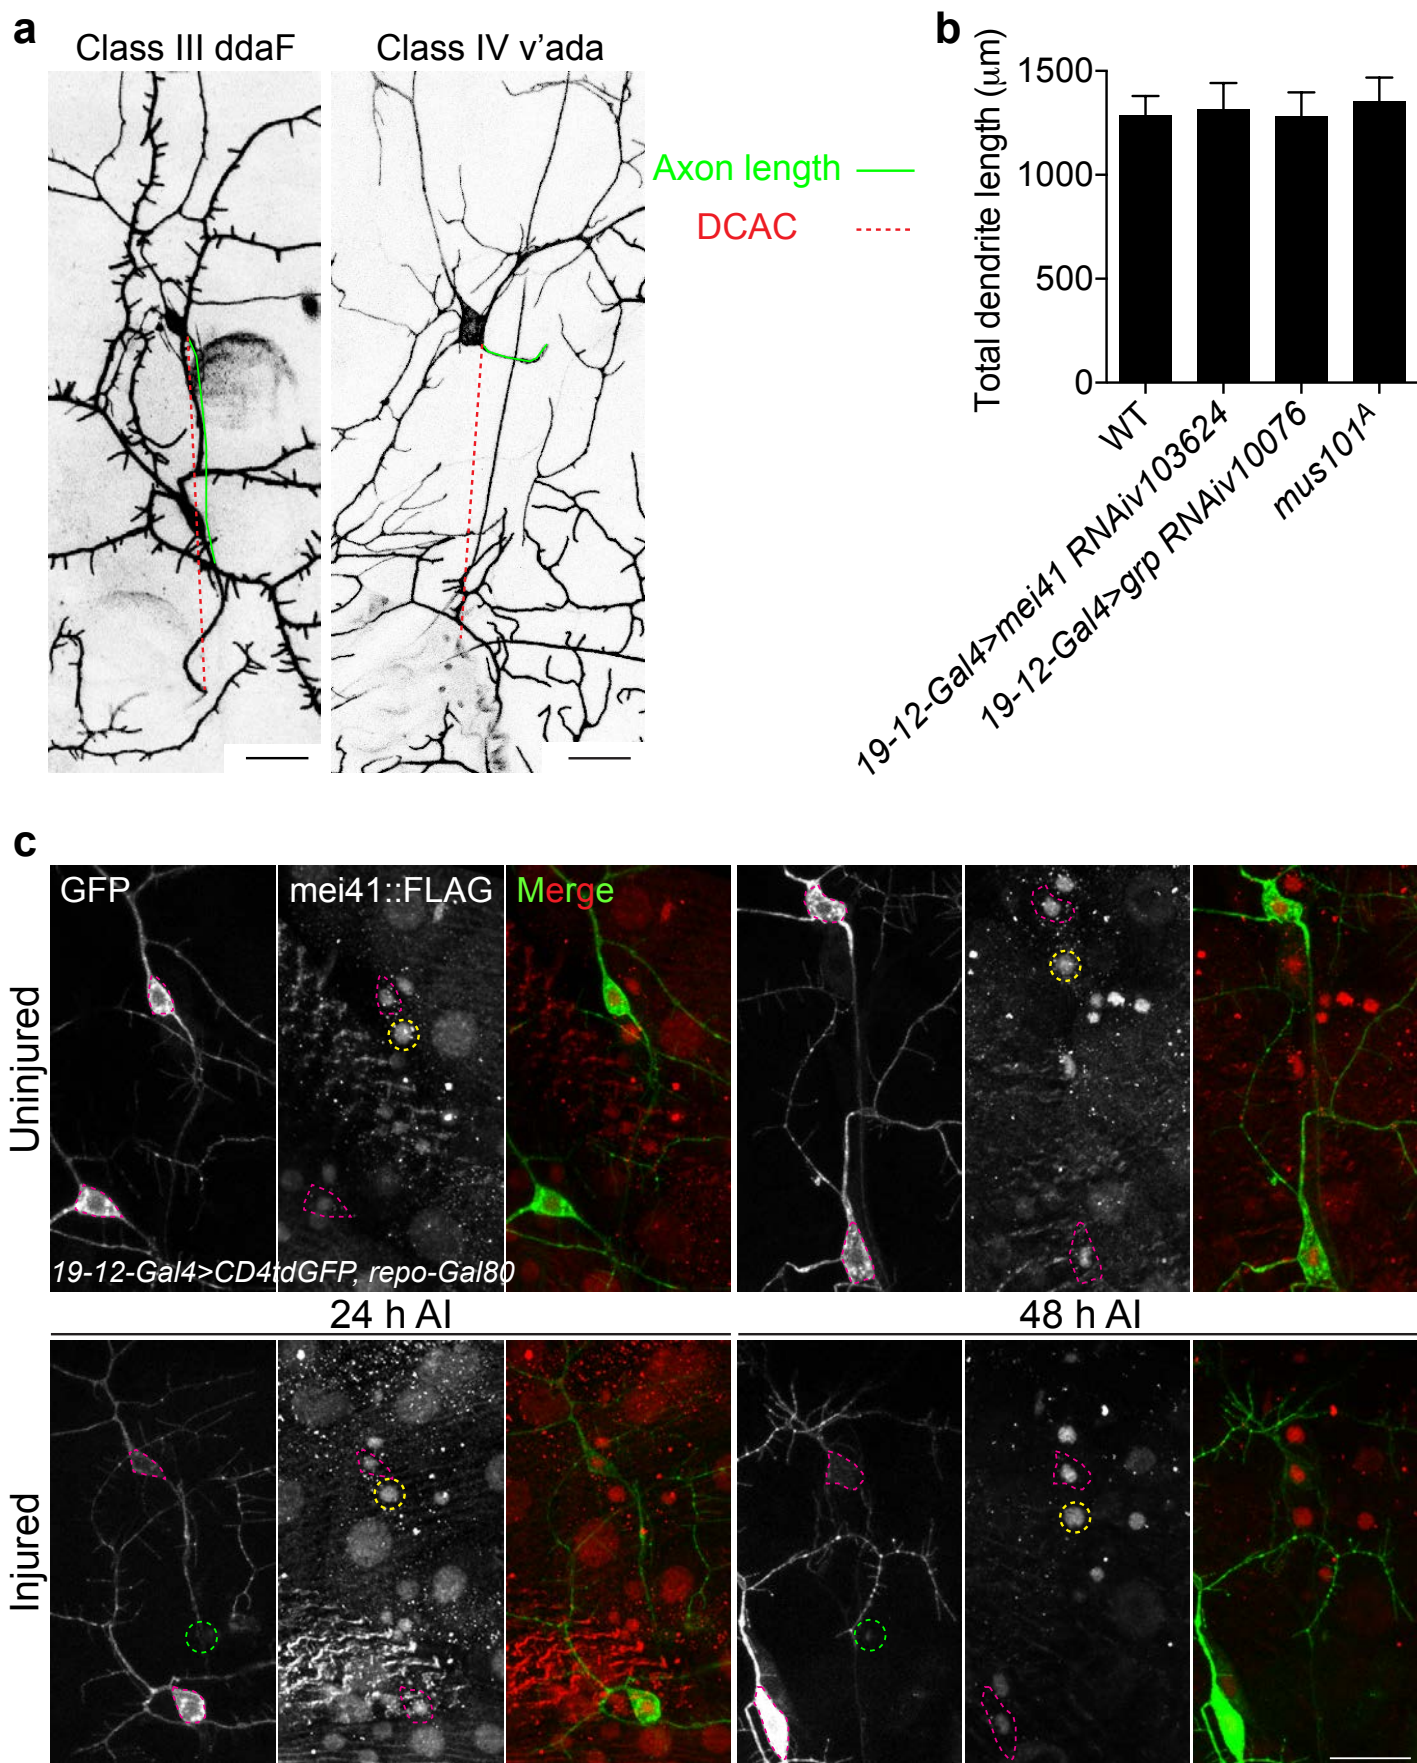 a
Class III ddaF
Class IV v'ada
Axon length
DCAC
b
Total dendrite length (μm)
1500
1000
500
0
WT
19-12-Gal4>mei41 RNAiv103624
19-12-Gal4>grp RNAiv10076
mus101A
c
GFP
mei41::FLAG
Merge
Uninjured
19-12-Gal4>CD4tdGFP, repo-Gal80
24 h AI
48 h AI
Injured